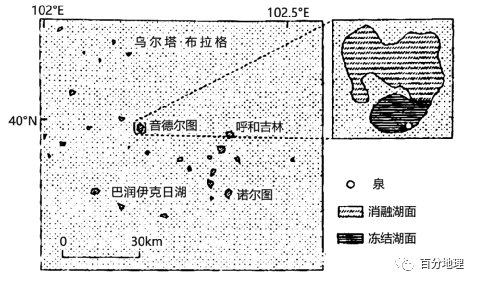 102°E
102.5°E
乌尔塔·布拉格
40°N
音德尔图
呼和吉林
巴润伊克日湖
诺尔图
0
30km
泉
消融湖面
冻结湖面
百分地理